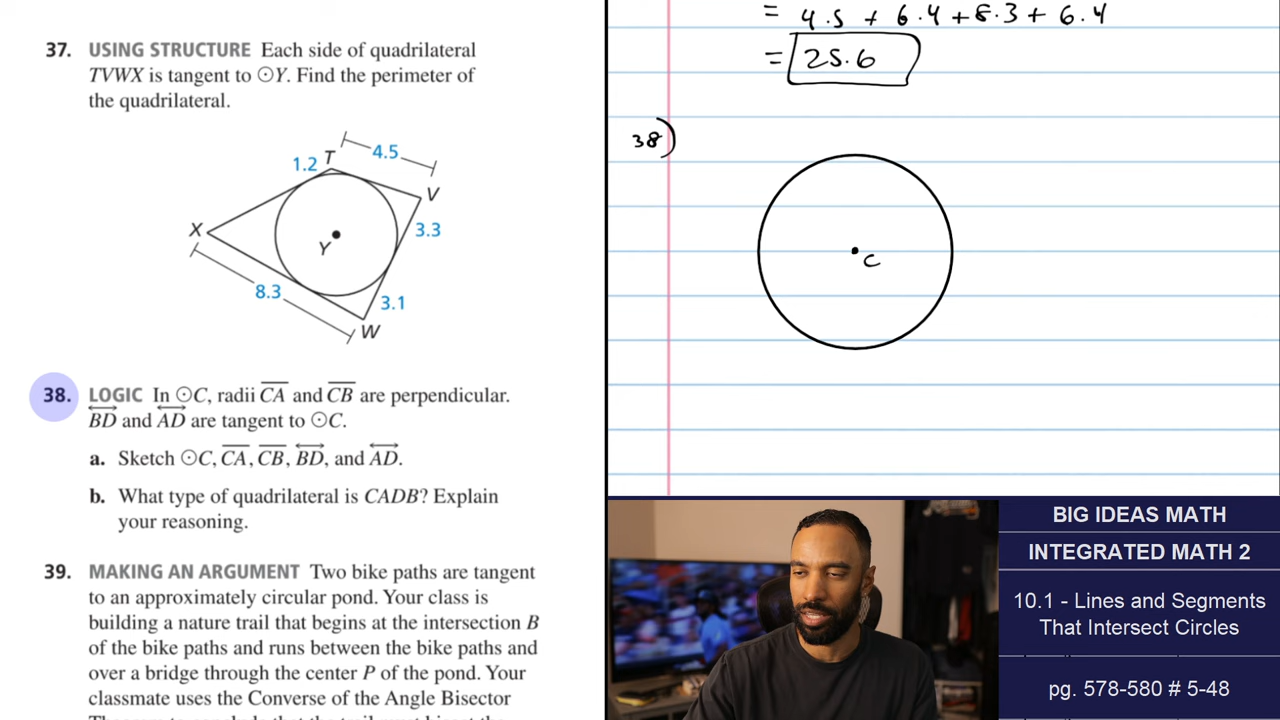 37. USING STRUCTURE Each side of quadrilateral
TVWX is tangent to ⊙Y. Find the perimeter of
the quadrilateral.
1.2
T
4.5
V
X
Y
3.3
8.3
3.1
W
38. LOGIC In ⊙C, radii CA and CB are perpendicular.
BD and AD are tangent to ⊙C.
a. Sketch ⊙C, CA, CB, BD, and AD.
b. What type of quadrilateral is CADB? Explain
your reasoning.
39. MAKING AN ARGUMENT Two bike paths are tangent
to an approximately circular pond. Your class is
building a nature trail that begins at the intersection B
of the bike paths and runs between the bike paths and
over a bridge through the center P of the pond. Your
classmate uses the Converse of the Angle Bisector
= 4.5 + 6.4 + 8.3 + 6.4
= 25.6
38)
C
BIG IDEAS MATH
INTEGRATED MATH 2
10.1 - Lines and Segments
That Intersect Circles
pg. 578-580 # 5-48